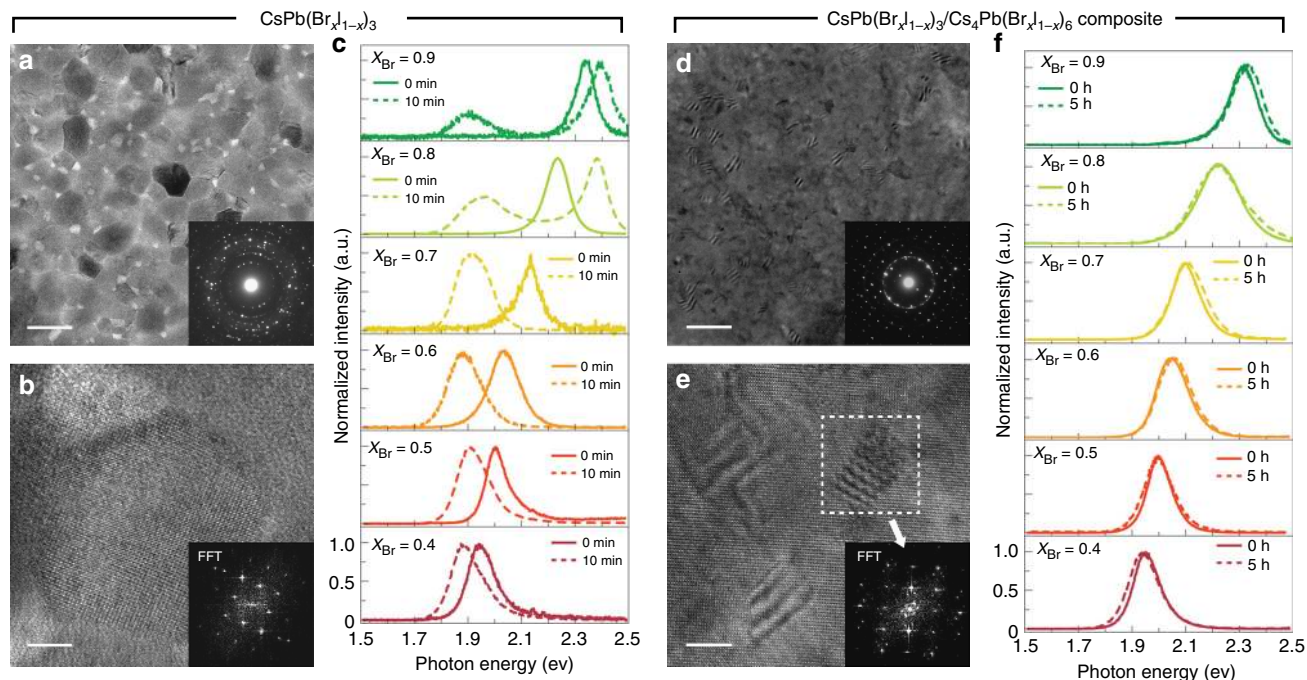 CsPb(BrxI1–x)3
CsPb(BrxI1–x)3/Cs4Pb(BrxI1–x)6 composite
a
b
FFT
c
Normalized intensity (a.u.)
XBr = 0.9
0 min
10 min
XBr = 0.8
0 min
10 min
XBr = 0.7
0 min
10 min
XBr = 0.6
0 min
10 min
XBr = 0.5
0 min
10 min
XBr = 0.4
0 min
10 min
1.0
0.5
0
1.5 1.7 1.9 2.1 2.3 2.5
Photon energy (ev)
d
e
FFT
f
Normalized intensity (a.u.)
XBr = 0.9
0 h
5 h
XBr = 0.8
0 h
5 h
XBr = 0.7
0 h
5 h
XBr = 0.6
0 h
5 h
XBr = 0.5
0 h
5 h
XBr = 0.4
0 h
5 h
1.0
0.5
0
1.5 1.7 1.9 2.1 2.3 2.5
Photon energy (ev)